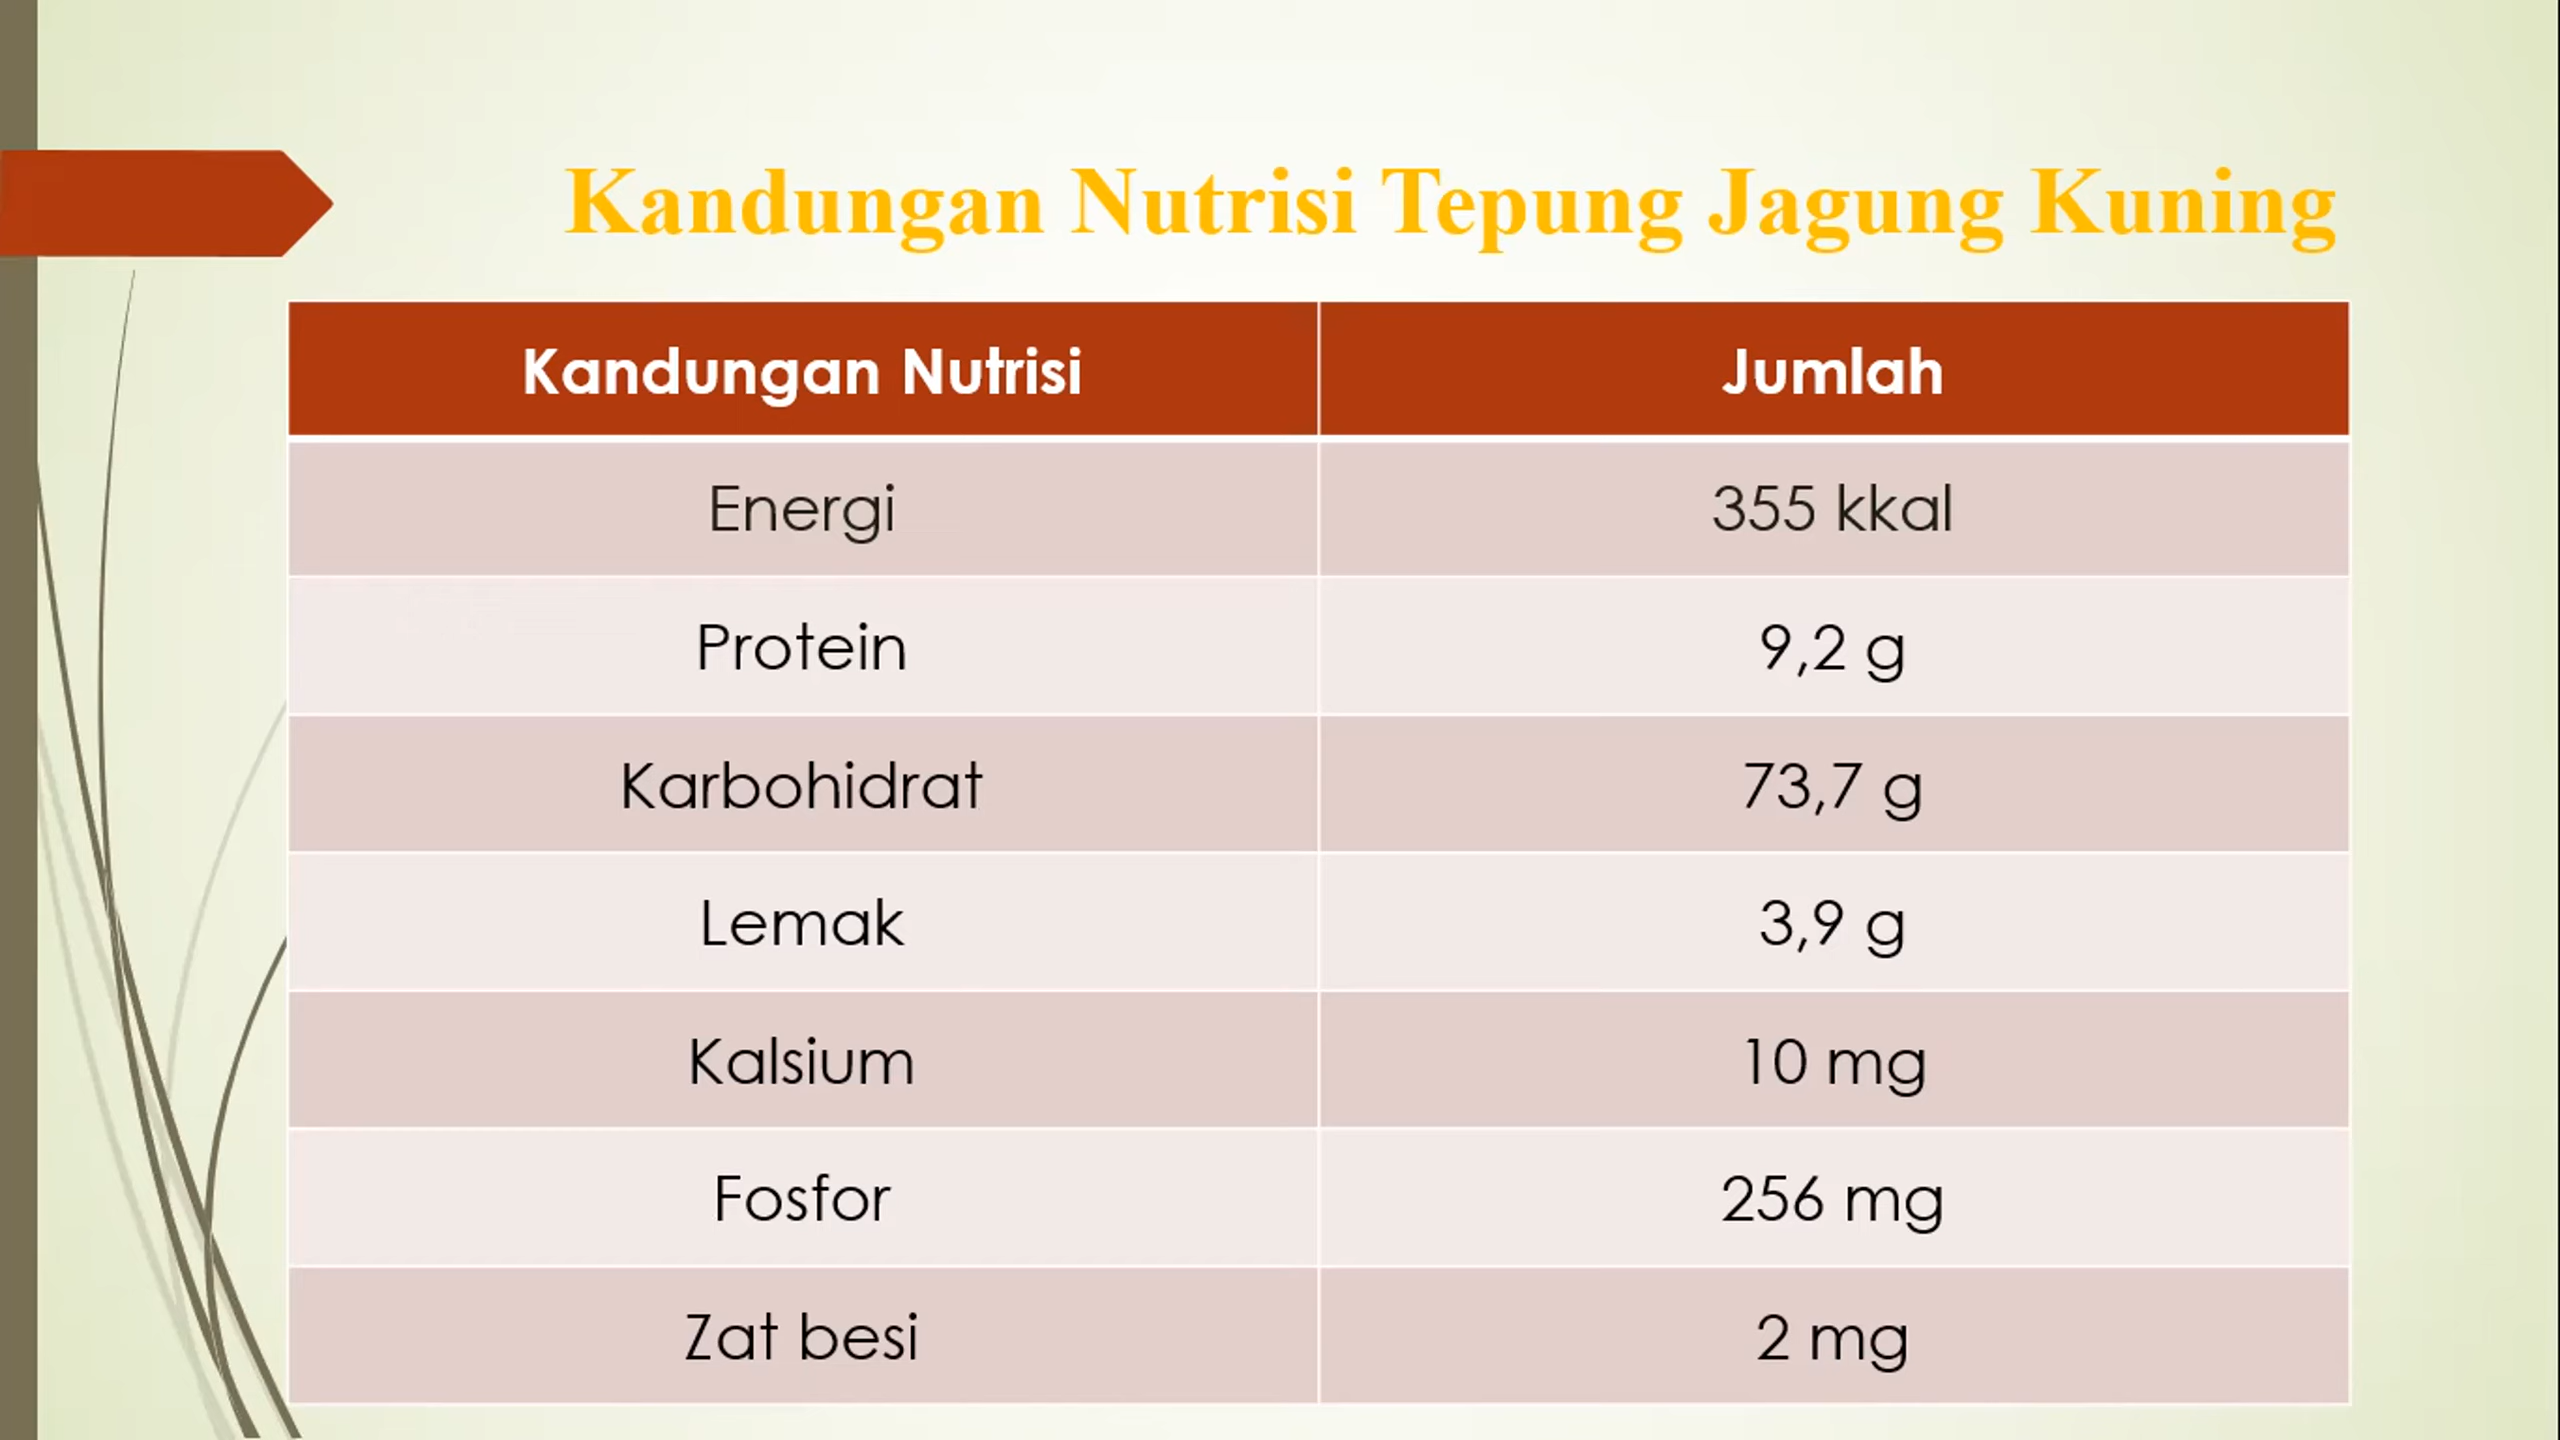 Kandungan Nutrisi Tepung Jagung Kuning
Kandungan Nutrisi Jumlah
Energi 355 kkal
Protein 9,2 g
Karbohidrat 73,7 g
Lemak 3,9 g
Kalsium 10 mg
Fosfor 256 mg
Zat besi 2 mg